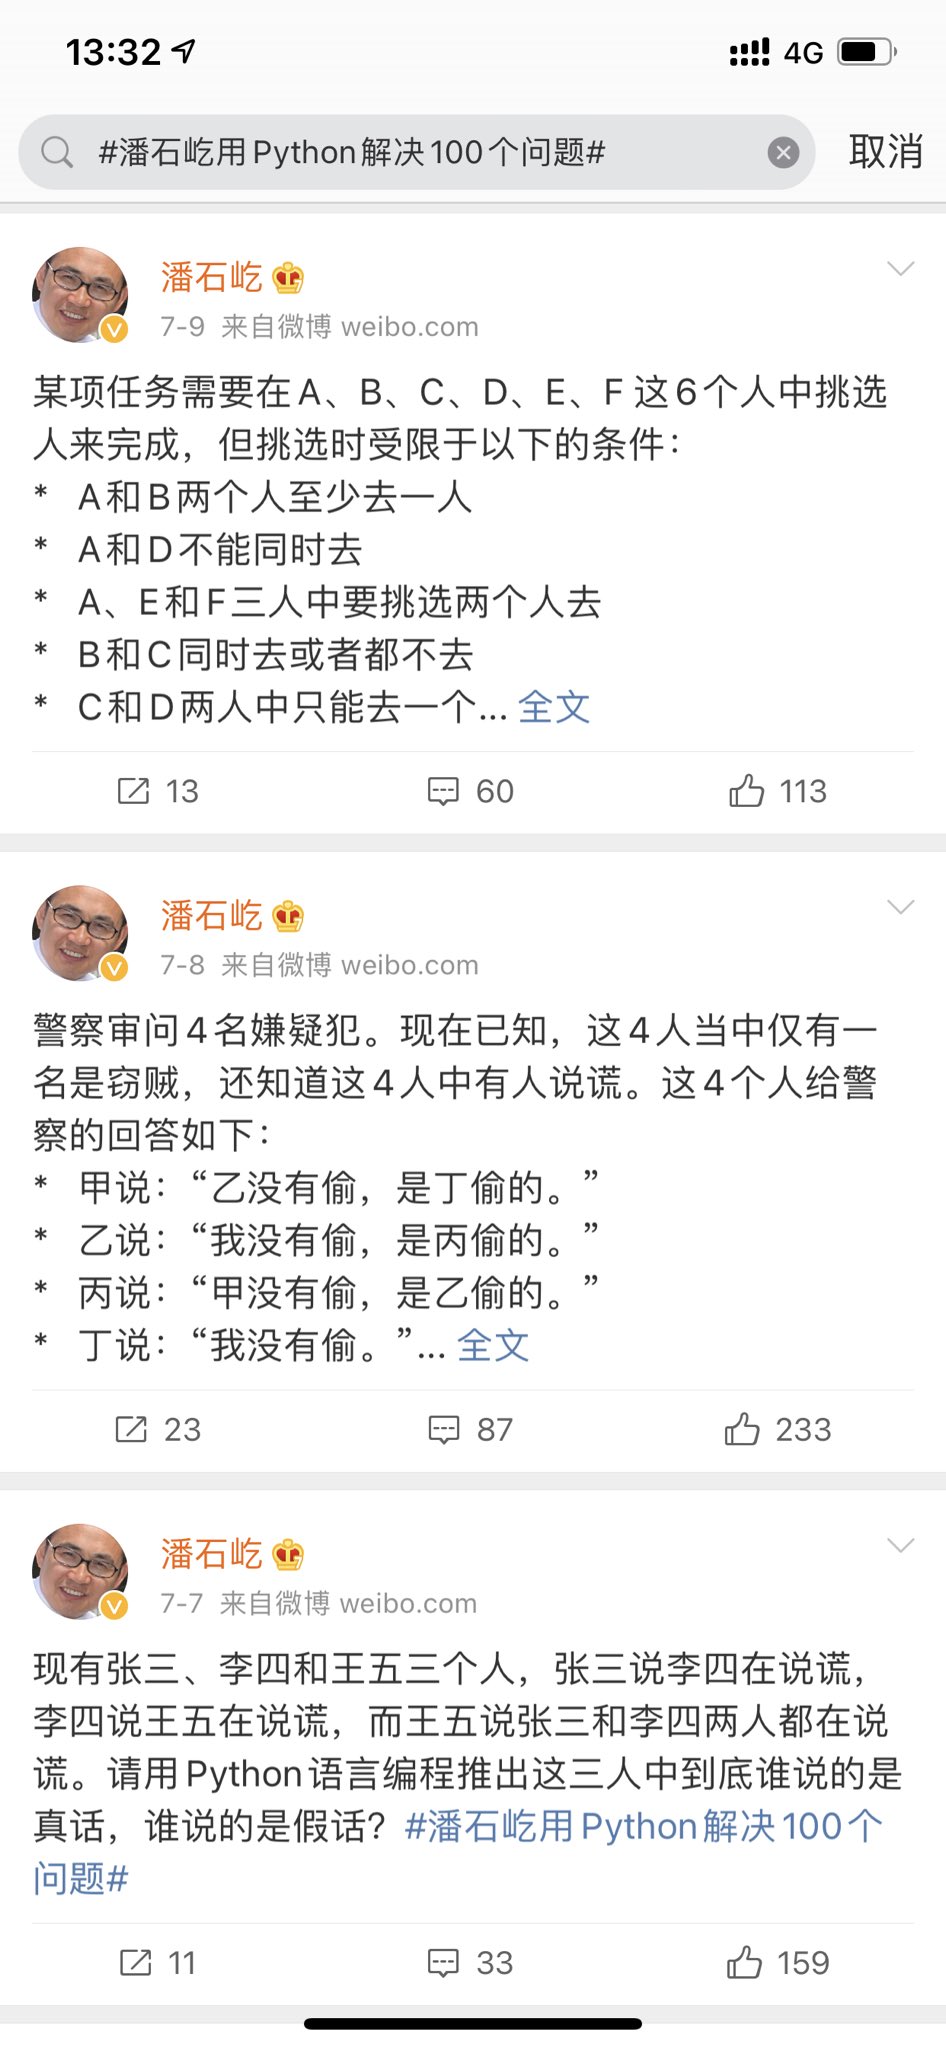 13:32
4G
#潘石屹用Python解决100个问题#
取消
潘石屹
7-9 来自微博 weibo.com
某项任务需要在A、B、C、D、E、F这6个人中挑选
人来完成，但挑选时受限于以下的条件：
* A和B两个人至少去一人
* A和D不能同时去
* A、E和F三人中要挑选两个人去
* B和C同时去或者都不去
* C和D两人中只能去一个... 全文
13
60
113
潘石屹
7-8 来自微博 weibo.com
警察审问4名嫌疑犯。现在已知，这4人当中仅有一
名是窃贼，还知道这4人中有人说谎。这4个人给警
察的回答如下：
* 甲说：“乙没有偷，是丁偷的。”
* 乙说：“我没有偷，是丙偷的。”
* 丙说：“甲没有偷，是乙偷的。”
* 丁说：“我没有偷。”... 全文
23
87
233
潘石屹
7-7 来自微博 weibo.com
现有张三、李四和王五三个人，张三说李四在说谎，
李四说王五在说谎，而王五说张三和李四两人都在说
谎。请用Python语言编程推出这三人中到底谁说的是
真话，谁说的是假话？#潘石屹用Python解决100个
问题#
11
33
159